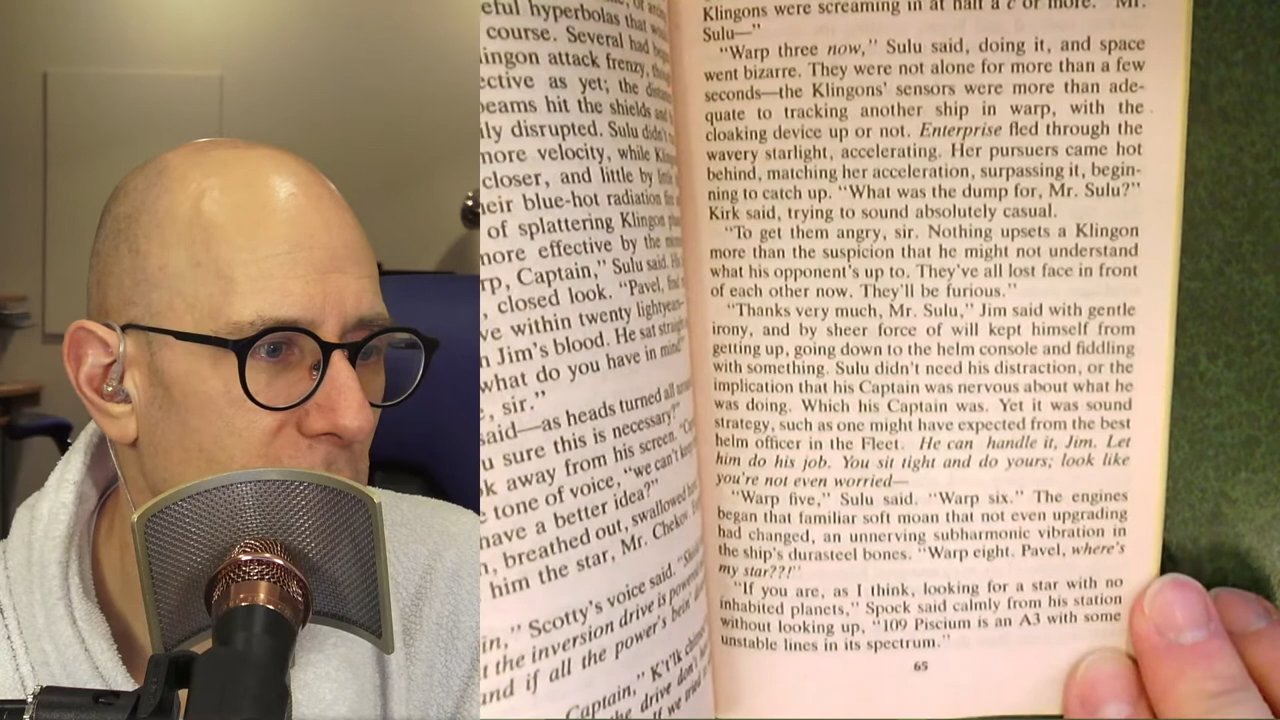 eful hyperbolas that
course. Several had
ingon attack frenzy,
ective as yet; the
beams hit the shields and
ly disrupted. Sulu didn't
more velocity, while
closer, and little by
eir blue-hot radiation
of splattering Klingon
more effective by the
rp, Captain," Sulu said.
closed look. "Pavel,
ve within twenty lightyears
n Jim's blood. He sat
what do you have in mind
, sir."
said—as heads turned all
u sure this is necessary?"
ok away from his screen.
tone of voice, "we can't
have a better idea?"
, breathed out, swallowed
him the star, Mr. Chekov.
in," Scotty's voice said.
t the inversion drive is
and if all the power's bein'
Captain," K't'lk
the drive don't
If we tried
Klingons were screaming in at half a c or more. "Mr.
Sulu—"
"Warp three now," Sulu said, doing it, and space
went bizarre. They were not alone for more than a few
seconds—the Klingons' sensors were more than ade-
quate to tracking another ship in warp, with the
cloaking device up or not. Enterprise fled through the
wavery starlight, accelerating. Her pursuers came hot
behind, matching her acceleration, surpassing it, begin-
ning to catch up. "What was the dump for, Mr. Sulu?"
Kirk said, trying to sound absolutely casual.
"To get them angry, sir. Nothing upsets a Klingon
more than the suspicion that he might not understand
what his opponent's up to. They've all lost face in front
of each other now. They'll be furious."
"Thanks very much, Mr. Sulu," Jim said with gentle
irony, and by sheer force of will kept himself from
getting up, going down to the helm console and fiddling
with something. Sulu didn't need his distraction, or the
implication that his Captain was nervous about what he
was doing. Which his Captain was. Yet it was sound
strategy, such as one might have expected from the best
helm officer in the Fleet. He can handle it, Jim. Let
him do his job. You sit tight and do yours; look like
you're not even worried—
"Warp five," Sulu said. "Warp six." The engines
began that familiar soft moan that not even upgrading
had changed, an unnerving subharmonic vibration in
the ship's durasteel bones. "Warp eight. Pavel, where's
my star??!"
"If you are, as I think, looking for a star with no
inhabited planets," Spock said calmly from his station
without looking up, "109 Piscium is an A3 with some
unstable lines in its spectrum."
65